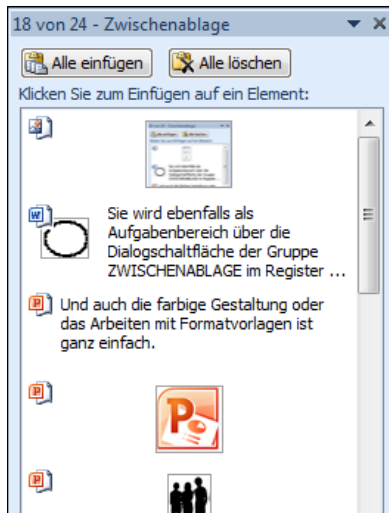 18 von 24 - Zwischenablage
Alle einfügen Alle löschen
Klicken Sie zum Einfügen auf ein Element:
Sie wird ebenfalls als
Aufgabenbereich über die
Dialogschaltfläche der Gruppe
ZWISCHENABLAGE im Register ...
Und auch die farbige Gestaltung oder
das Arbeiten mit Formatvorlagen ist
ganz einfach.